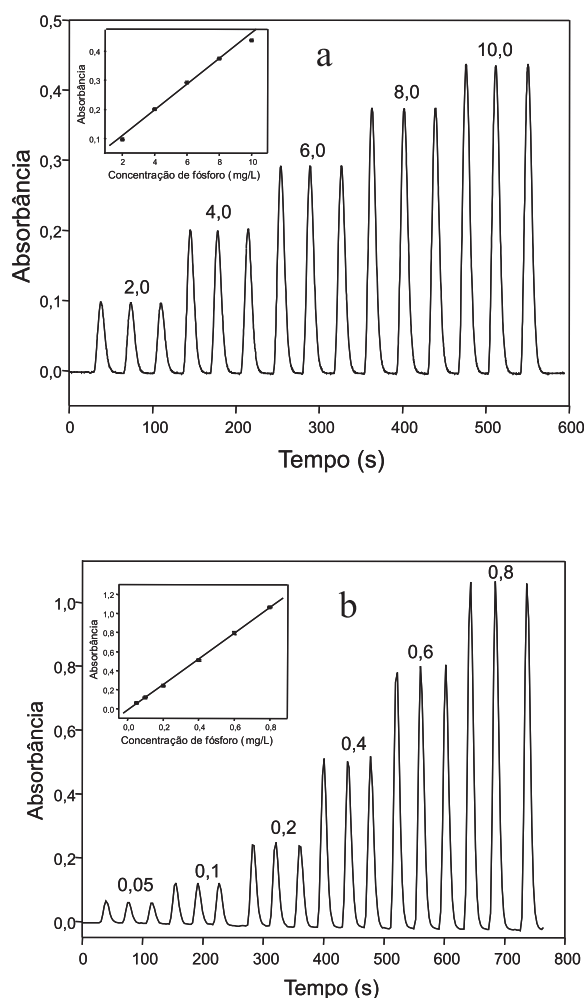 0,5
a
10,0
0,4
0,4
8,0
Absorbância
0,3
0,2
0,1
2 4 6 8 10
Concentração de fósforo (mg/L)
0,3
6,0
Absorbância
4,0
0,2
2,0
0,1
0,0
0 100 200 300 400 500 600
Tempo (s)
b
0,8
1,2
1,0
1,0
Absorbância
0,8
0,6
0,4
0,2
0,0
0,0 0,2 0,4 0,6 0,8
Concentração de fósforo (mg/L)
0,8
0,6
0,6
Absorbância
0,4
0,4
0,2
0,2
0,05
0,1
0,0
0 100 200 300 400 500 600 700 800
Tempo (s)